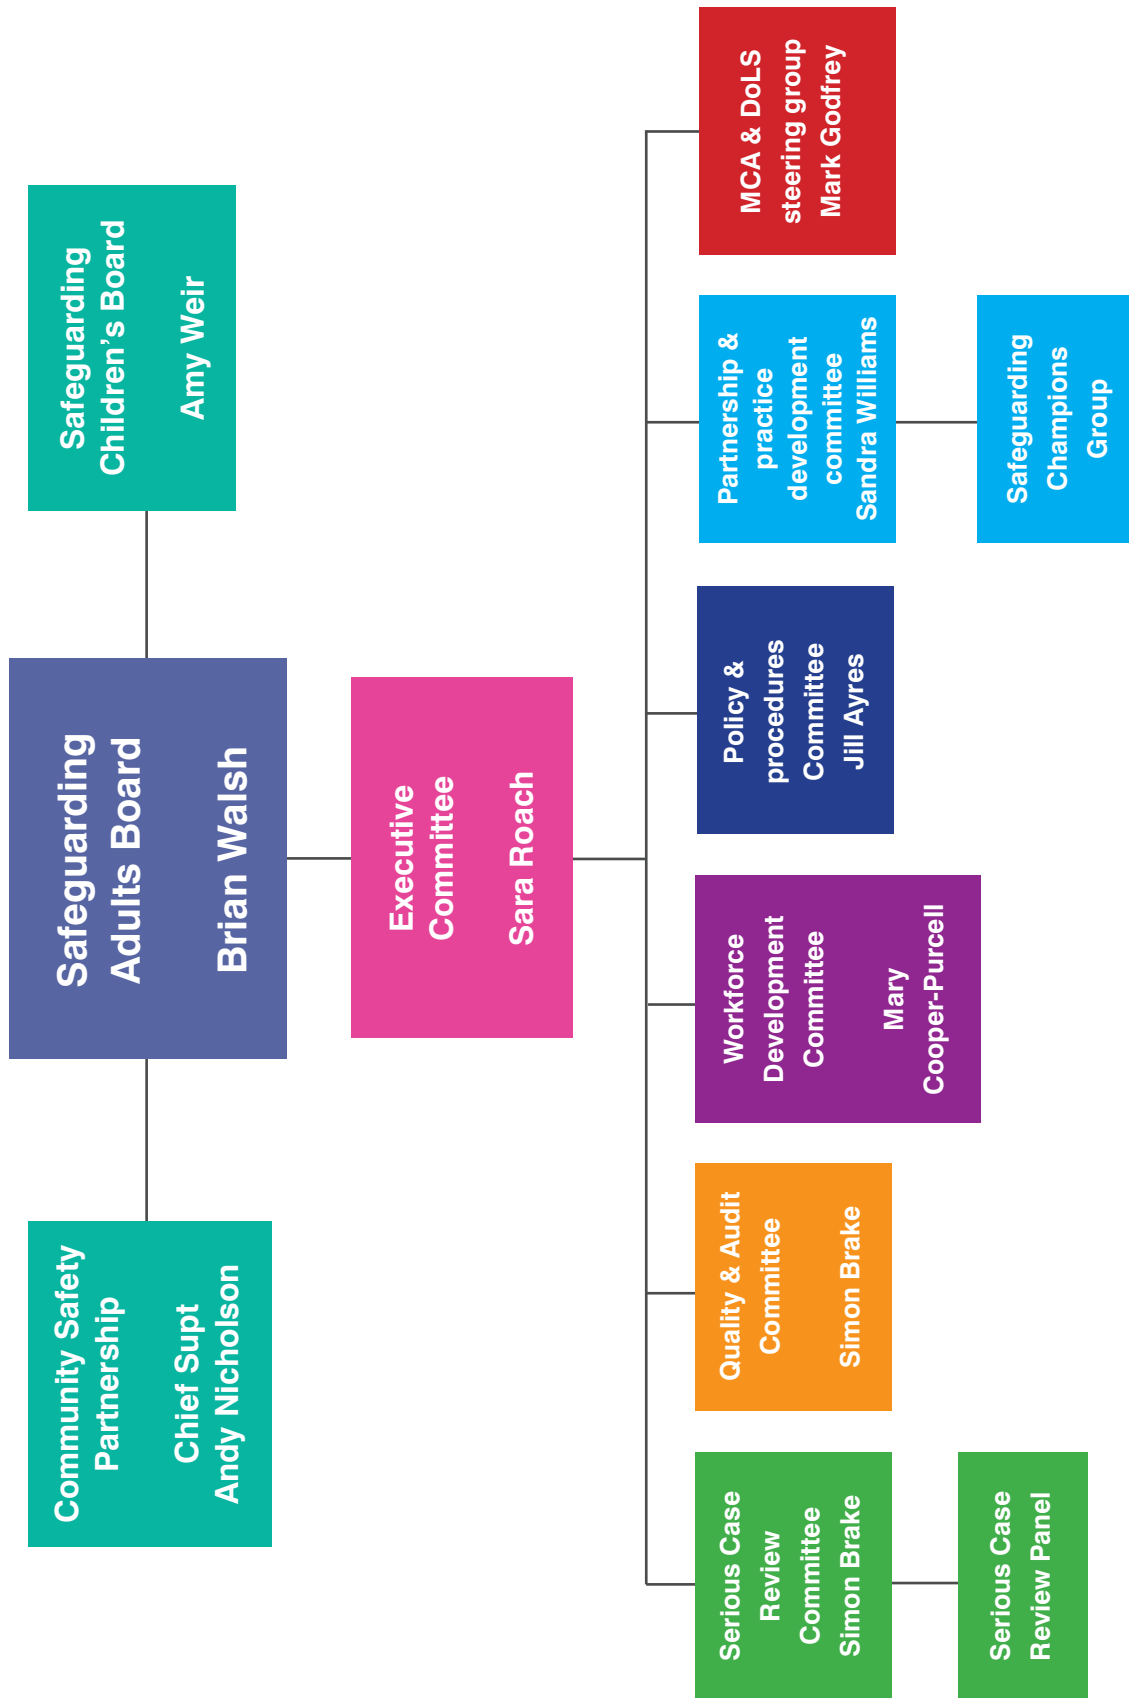 Community Safety
Partnership
Chief Supt
Andy Nicholson
Safeguarding
Adults Board
Brian Walsh
Safeguarding
Children’s Board
Amy Weir
Executive
Committee
Sara Roach
Serious Case
Review
Committee
Simon Brake
Quality & Audit
Committee
Simon Brake
Workforce
Development
Committee
Mary
Cooper-Purcell
Policy &
procedures
Committee
Jill Ayres
Partnership &
practice
development
committee
Sandra Williams
MCA & DoLS
steering group
Mark Godfrey
Serious Case
Review Panel
Safeguarding
Champions
Group